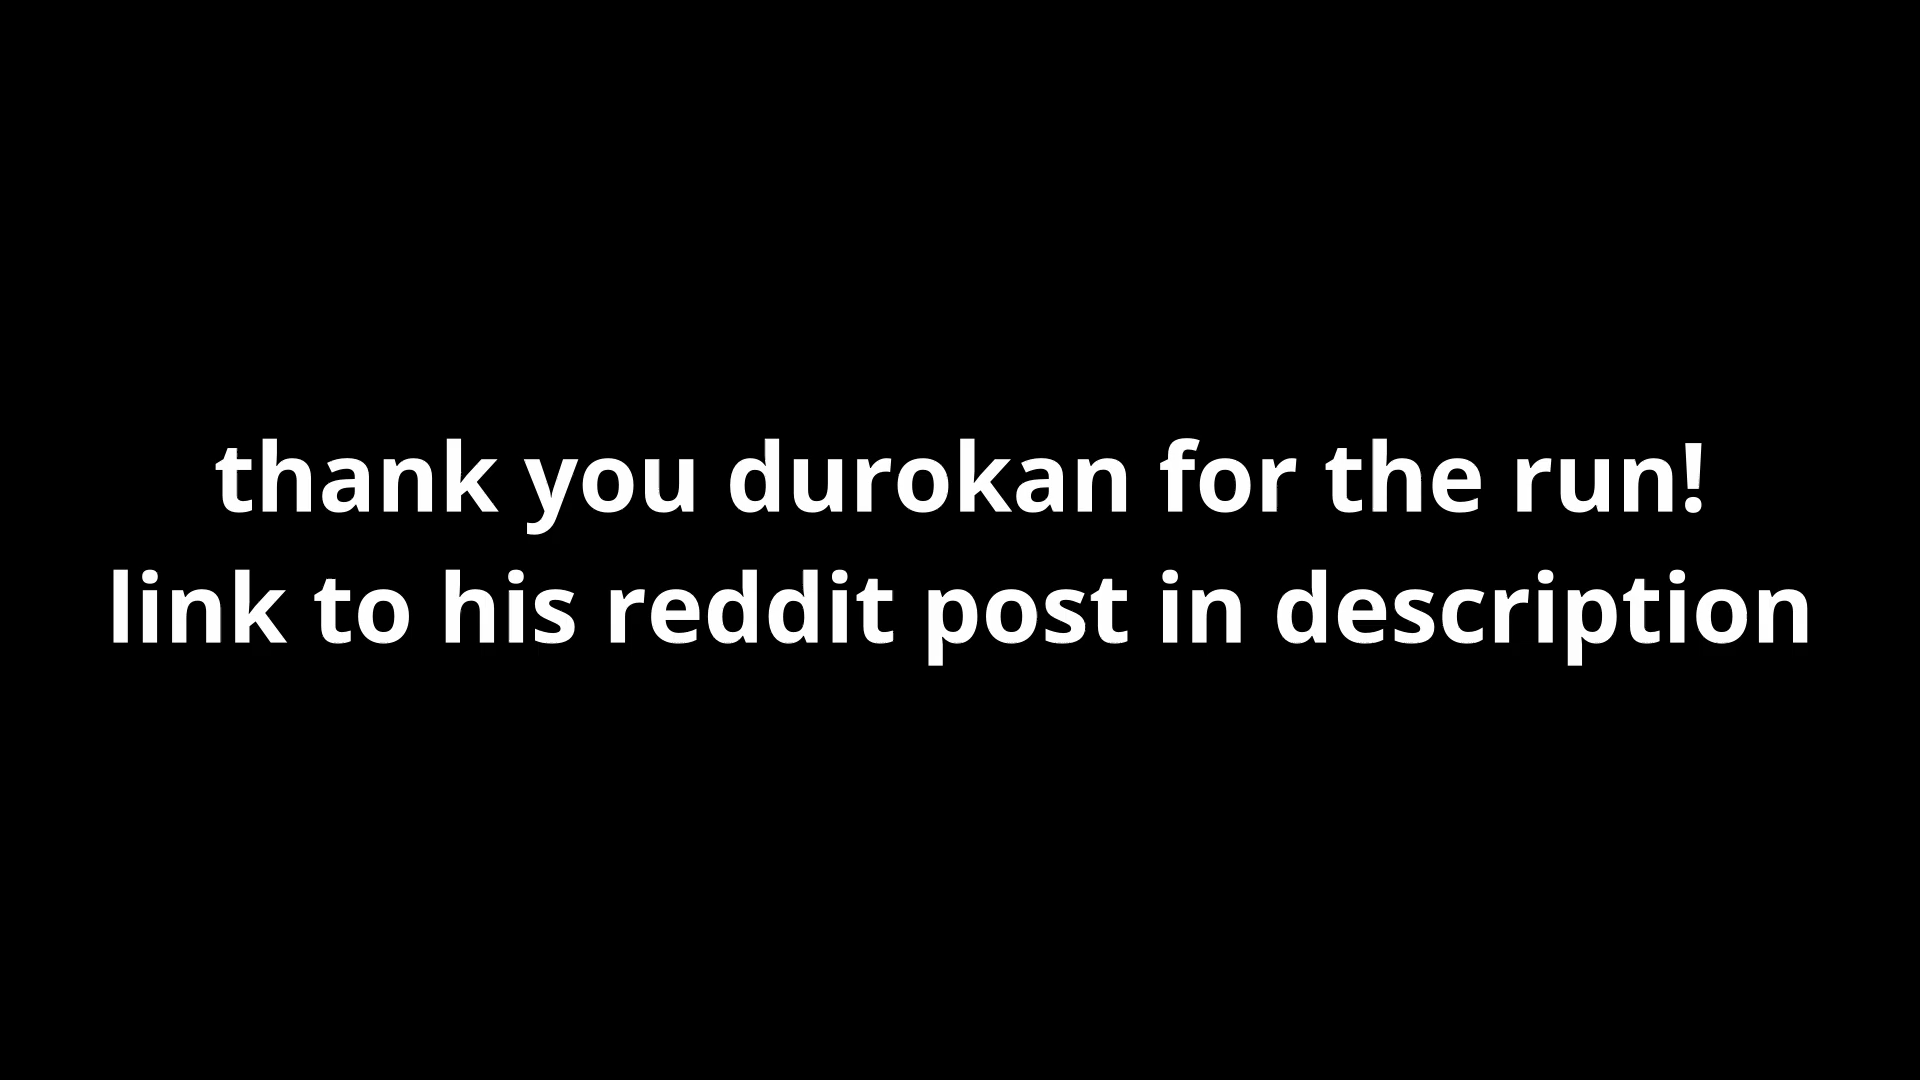 thank you durokan for the run!
link to his reddit post in description